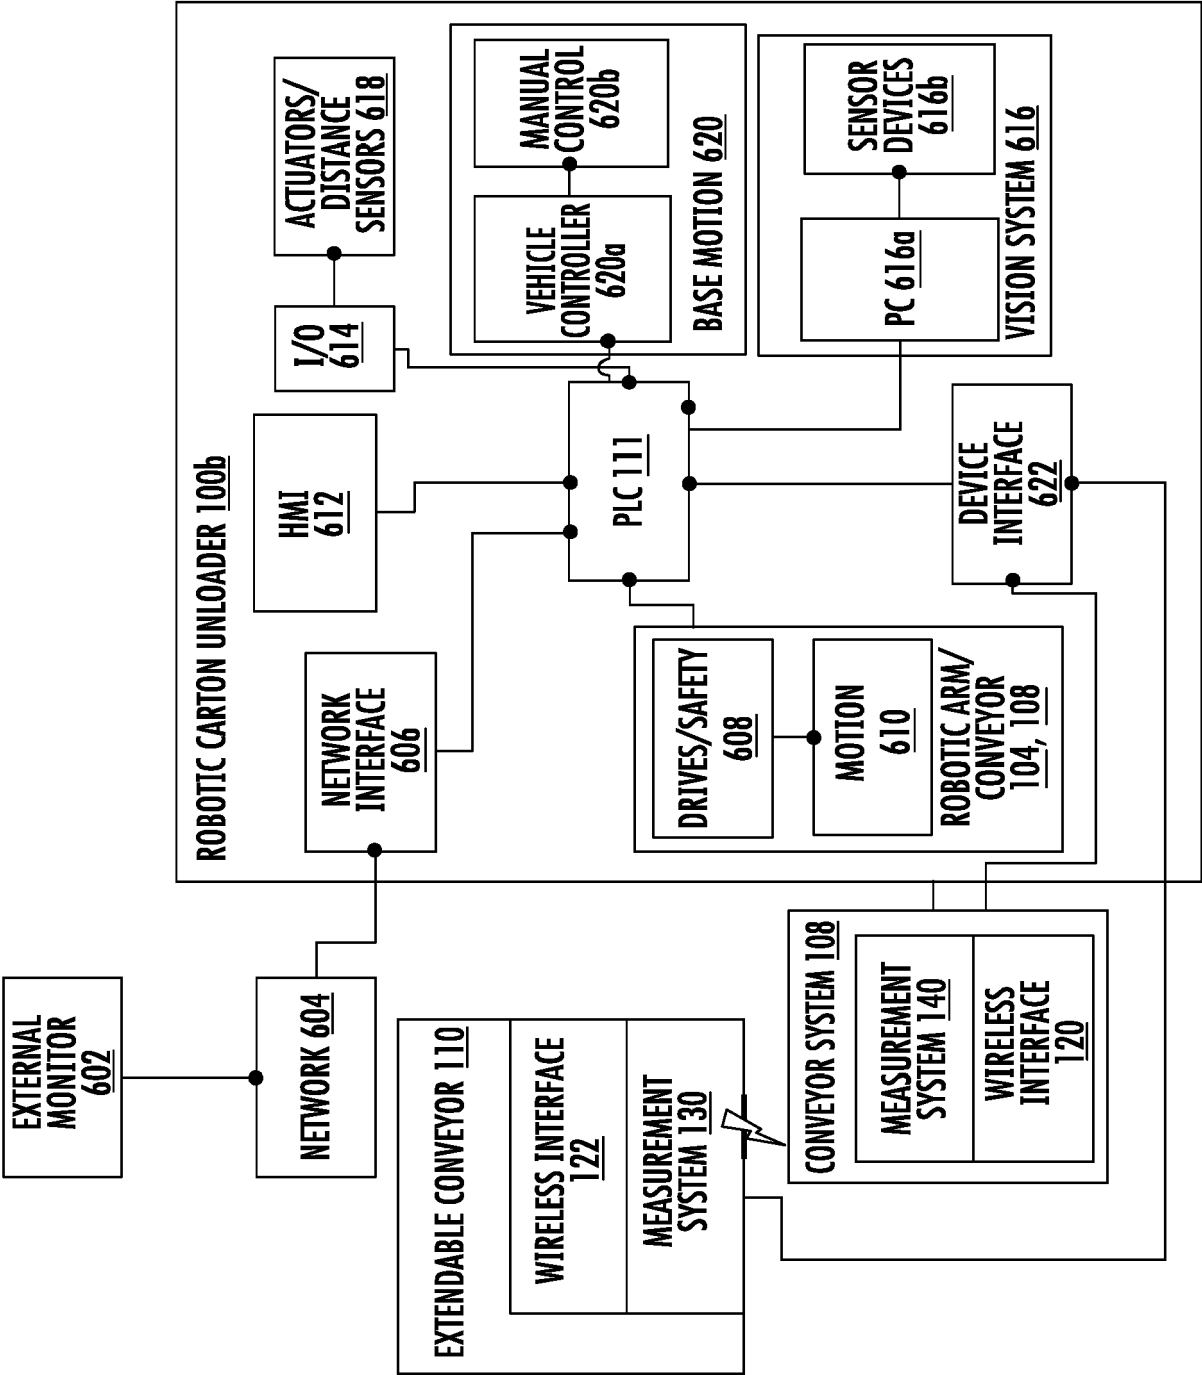 EXTERNAL
MONITOR
602
NETWORK 604
EXTENDABLE CONVEYOR 110
WIRELESS INTERFACE
122
MEASUREMENT
SYSTEM 130
CONVEYOR SYSTEM 108
MEASUREMENT
SYSTEM 140
WIRELESS
INTERFACE
120
ROBOTIC CARTON UNLOADER 100b
NETWORK
INTERFACE
606
DRIVES/SAFETY
608
MOTION
610
ROBOTIC ARM/
CONVEYOR
104, 108
HMI
612
PLC 111
DEVICE
INTERFACE
622
I/O
614
ACTUATORS/
DISTANCE
SENSORS 618
VEHICLE
CONTROLLER
620a
MANUAL
CONTROL
620b
BASE MOTION 620
PC 616a
SENSOR
DEVICES
616b
VISION SYSTEM 616